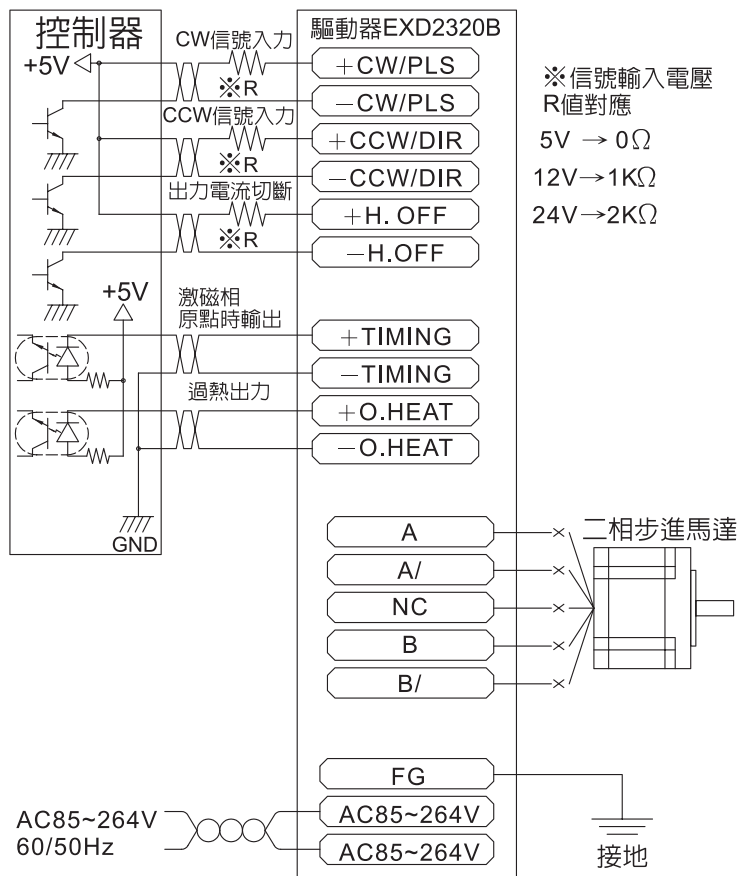 控制器
驅動器EXD2320B
+5V
CW信號入力
※R
+CW/PLS
−CW/PLS
CCW信號入力
※R
+CCW/DIR
−CCW/DIR
出力電流切斷
※R
+H. OFF
−H.OFF
※信號輸入電壓
R值對應
5V → 0Ω
12V→1KΩ
24V→2KΩ
+5V
激磁相
原點時輸出
+TIMING
−TIMING
過熱出力
+O.HEAT
−O.HEAT
GND
A
A/
NC
B
B/
二相步進馬達
FG
AC85~264V
AC85~264V
AC85~264V
60/50Hz
接地